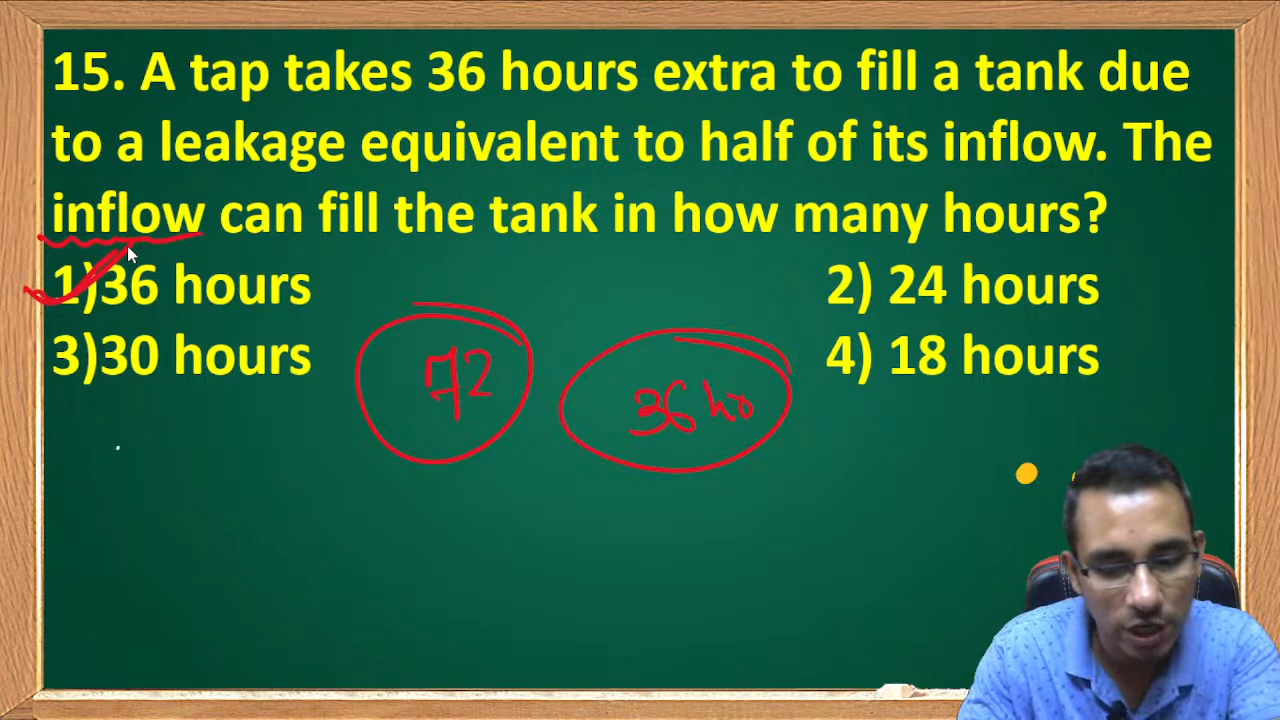 15. A tap takes 36 hours extra to fill a tank due
to a leakage equivalent to half of its inflow. The
inflow can fill the tank in how many hours?
1)36 hours
2) 24 hours
3)30 hours
4) 18 hours
72
36 hr